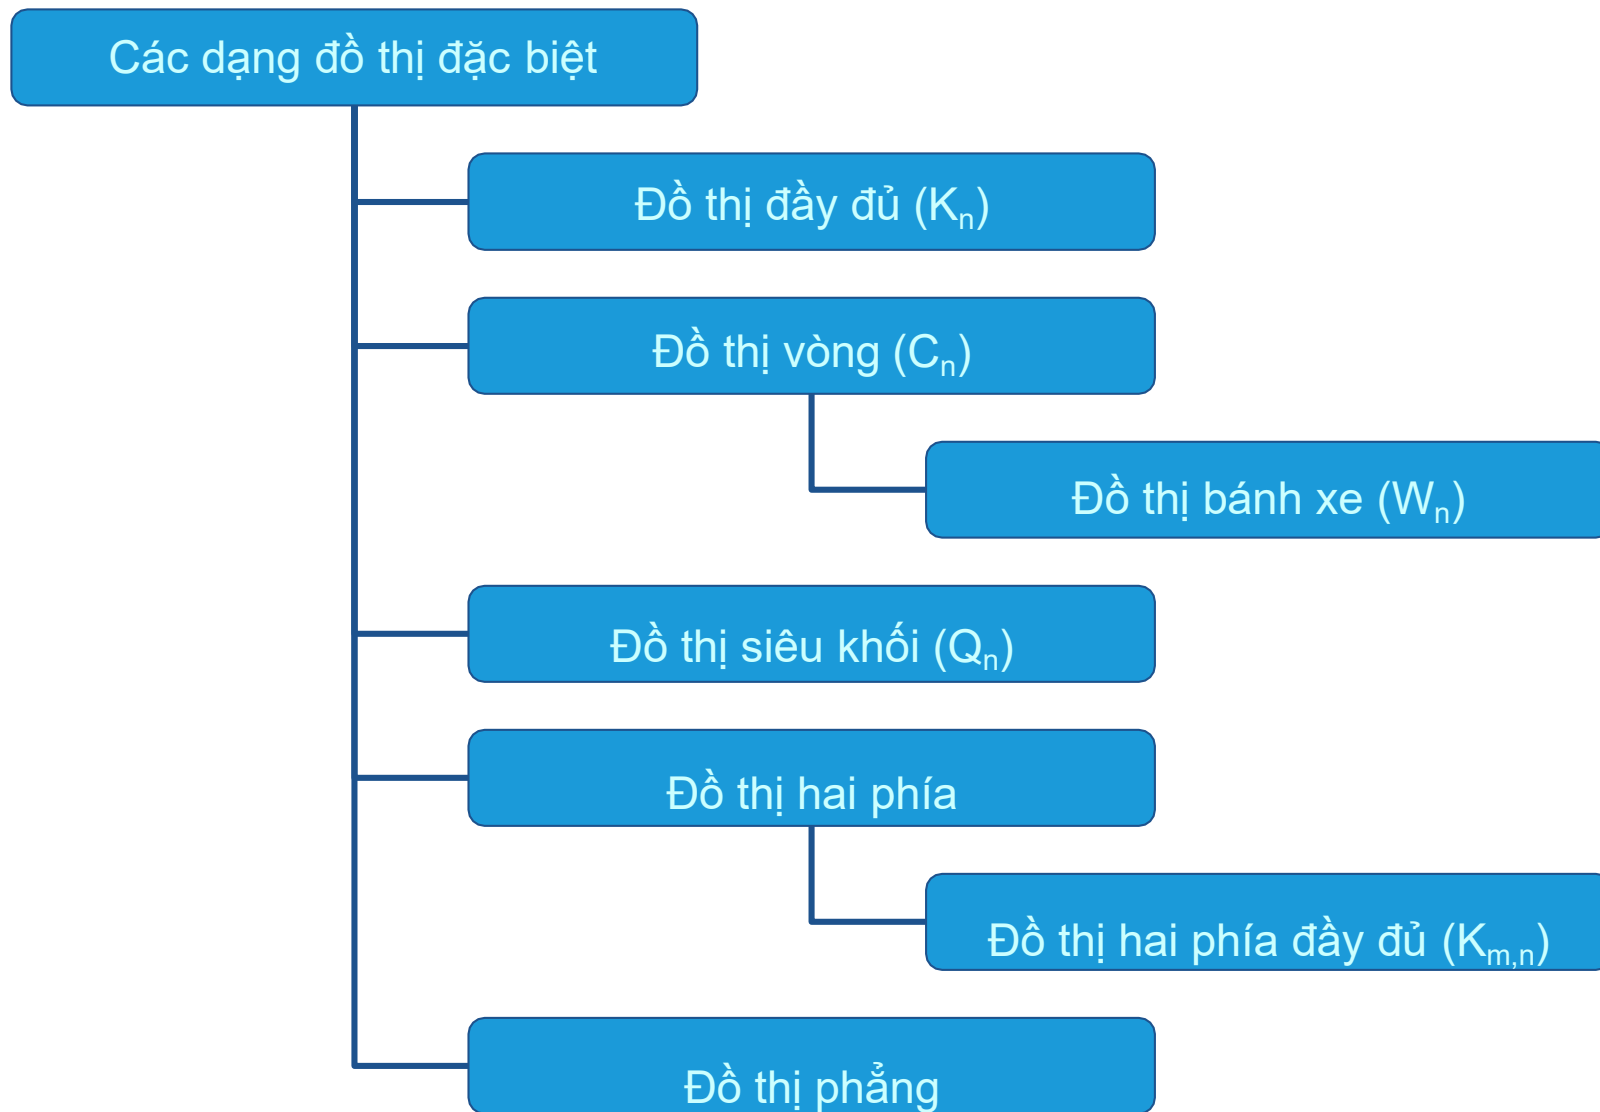 Các dạng đồ thị đặc biệt
Đồ thị đầy đủ (Kₙ)
Đồ thị vòng (Cₙ)
Đồ thị bánh xe (Wₙ)
Đồ thị siêu khối (Qₙ)
Đồ thị hai phía
Đồ thị hai phía đầy đủ (Kₘ,ₙ)
Đồ thị phẳng